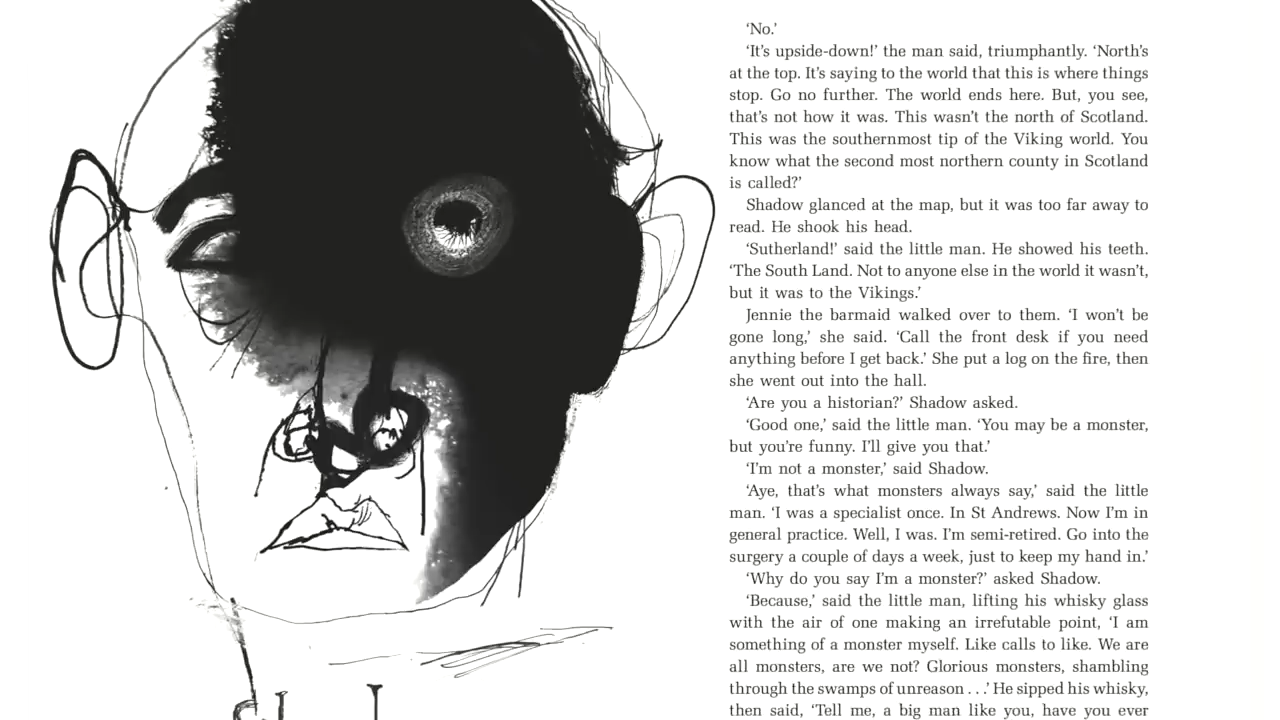 ‘No.’
‘It’s upside-down!’ the man said, triumphantly. ‘North’s
at the top. It’s saying to the world that this is where things
stop. Go no further. The world ends here. But, you see,
that’s not how it was. This wasn’t the north of Scotland.
This was the southernmost tip of the Viking world. You
know what the second most northern county in Scotland
is called?’
Shadow glanced at the map, but it was too far away to
read. He shook his head.
‘Sutherland!’ said the little man. He showed his teeth.
‘The South Land. Not to anyone else in the world it wasn’t,
but it was to the Vikings.’
Jennie the barmaid walked over to them. ‘I won’t be
gone long,’ she said. ‘Call the front desk if you need
anything before I get back.’ She put a log on the fire, then
she went out into the hall.
‘Are you a historian?’ Shadow asked.
‘Good one,’ said the little man. ‘You may be a monster,
but you’re funny. I’ll give you that.’
‘I’m not a monster,’ said Shadow.
‘Aye, that’s what monsters always say,’ said the little
man. ‘I was a specialist once. In St Andrews. Now I’m in
general practice. Well, I was. I’m semi-retired. Go into the
surgery a couple of days a week, just to keep my hand in.’
‘Why do you say I’m a monster?’ asked Shadow.
‘Because,’ said the little man, lifting his whisky glass
with the air of one making an irrefutable point, ‘I am
something of a monster myself. Like calls to like. We are
all monsters, are we not? Glorious monsters, shambling
through the swamps of unreason . . .’ He sipped his whisky,
then said, ‘Tell me, a big man like you, have you ever